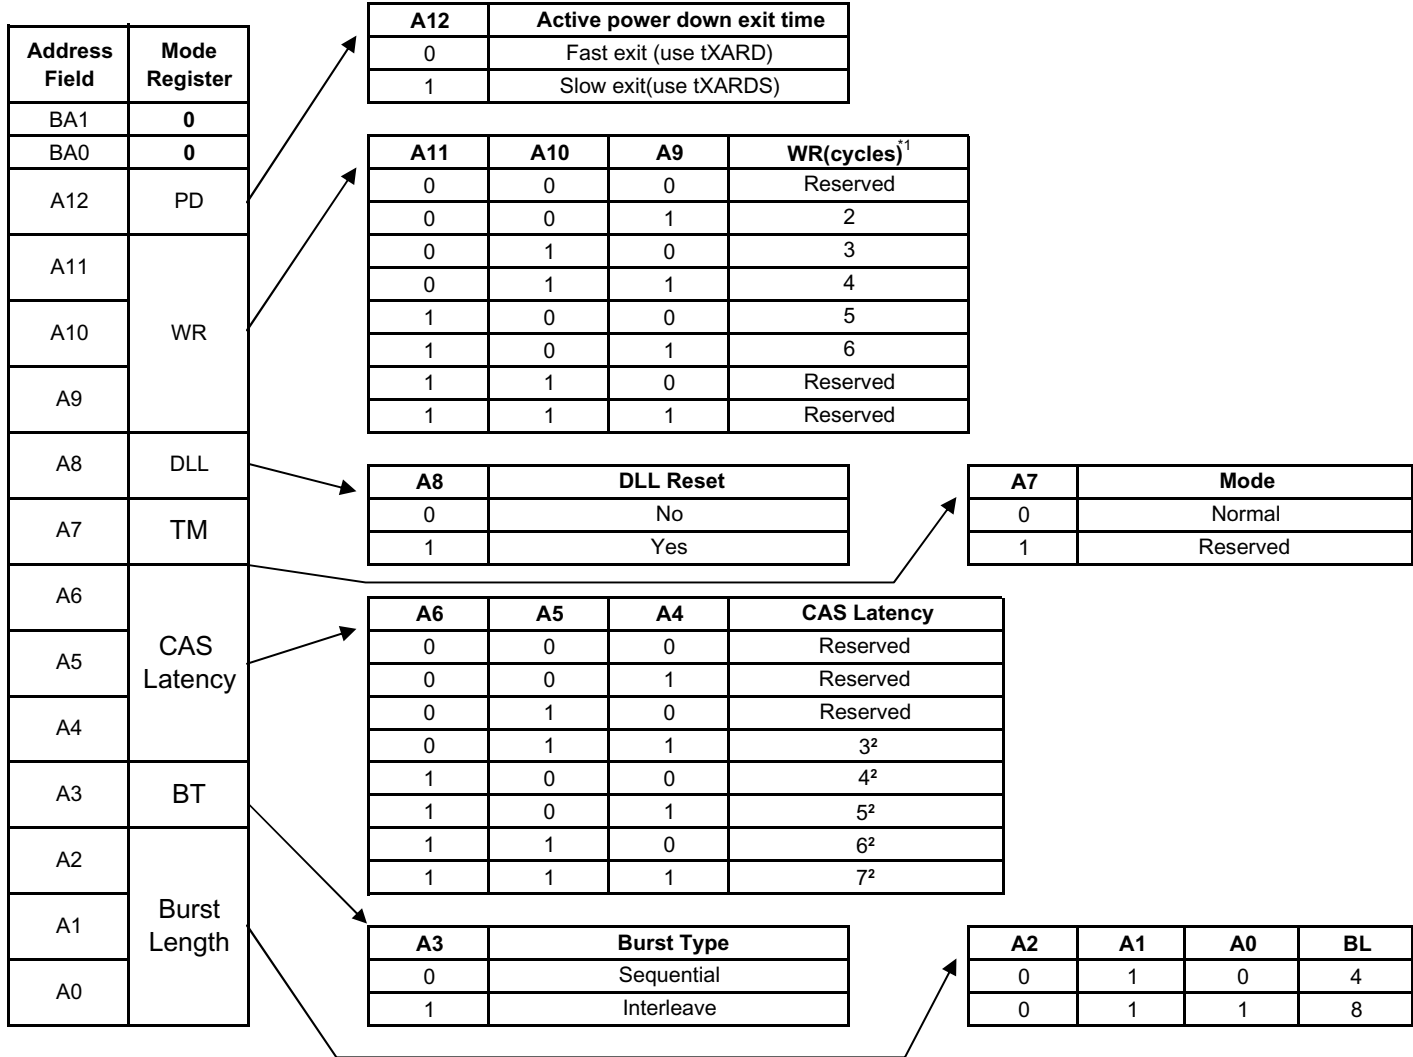 Address Field Mode Register
BA1 0
BA0 0
A12 PD
A11
A10 WR
A9
A8 DLL
A7 TM
A6
A5 CAS Latency
A4
A3 BT
A2
A1 Burst Length
A0
A12 Active power down exit time
0 Fast exit (use tXARD)
1 Slow exit(use tXARDS)
A11 A10 A9 WR(cycles)*1
0 0 0 Reserved
0 0 1 2
0 1 0 3
0 1 1 4
1 0 0 5
1 0 1 6
1 1 0 Reserved
1 1 1 Reserved
A8 DLL Reset
0 No
1 Yes
A7 Mode
0 Normal
1 Reserved
A6 A5 A4 CAS Latency
0 0 0 Reserved
0 0 1 Reserved
0 1 0 Reserved
0 1 1 3²
1 0 0 4²
1 0 1 5²
1 1 0 6²
1 1 1 7²
A3 Burst Type
0 Sequential
1 Interleave
A2 A1 A0 BL
0 1 0 4
0 1 1 8